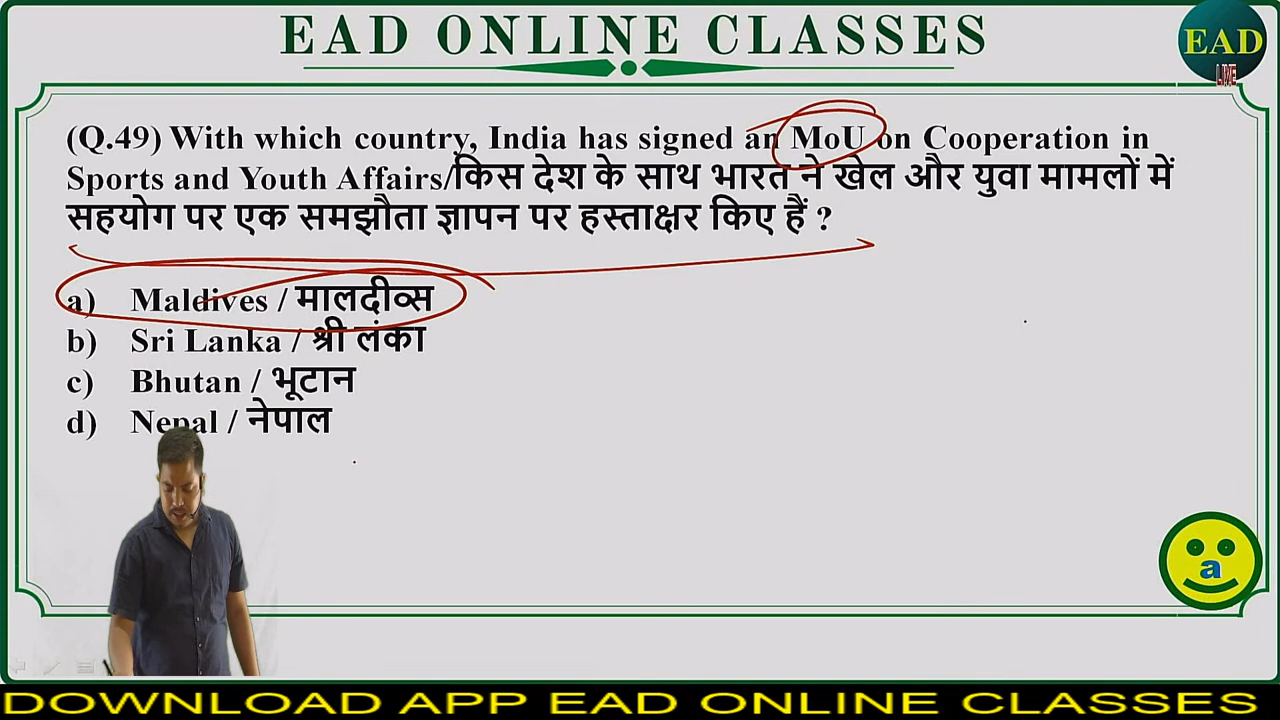 EAD ONLINE CLASSES
EAD
LIVE
(Q.49) With which country, India has signed an MoU on Cooperation in
Sports and Youth Affairs/किस देश के साथ भारत ने खेल और युवा मामलों में
सहयोग पर एक समझौता ज्ञापन पर हस्ताक्षर किए हैं ?
a) Maldives / मालदीव्स
b) Sri Lanka / श्री लंका
c) Bhutan / भूटान
d) Nepal / नेपाल
a
DOWNLOAD APP EAD ONLINE CLASSES